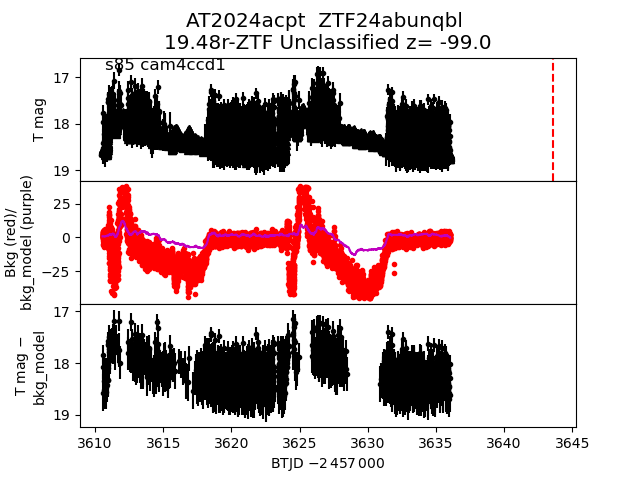 AT2024acpt  ZTF24abunqbl
19.48r-ZTF Unclassified z= -99.0
s85 cam4ccd1
17
18
19
T mag
25
0
−25
Bkg (red)/
bkg_model (purple)
17
18
19
T mag −
bkg_model
3610 3615 3620 3625 3630 3635 3640 3645
BTJD −2 457 000